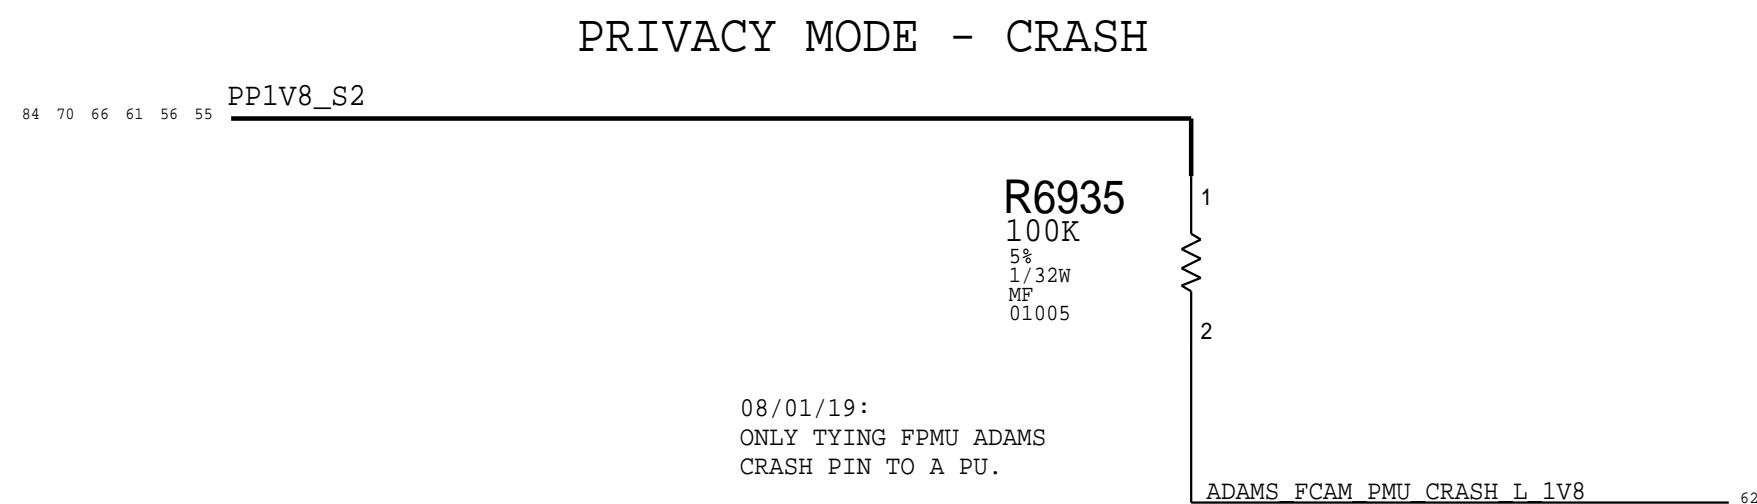 PRIVACY MODE - CRASH
84 70 66 61 56 55 PP1V8_S2
R6935
1
100K
5%
1/32W
MF
01005
2
08/01/19:
ONLY TYING FPMU ADAMS
CRASH PIN TO A PU.
ADAMS_FCAM_PMU_CRASH_L_1V8 62